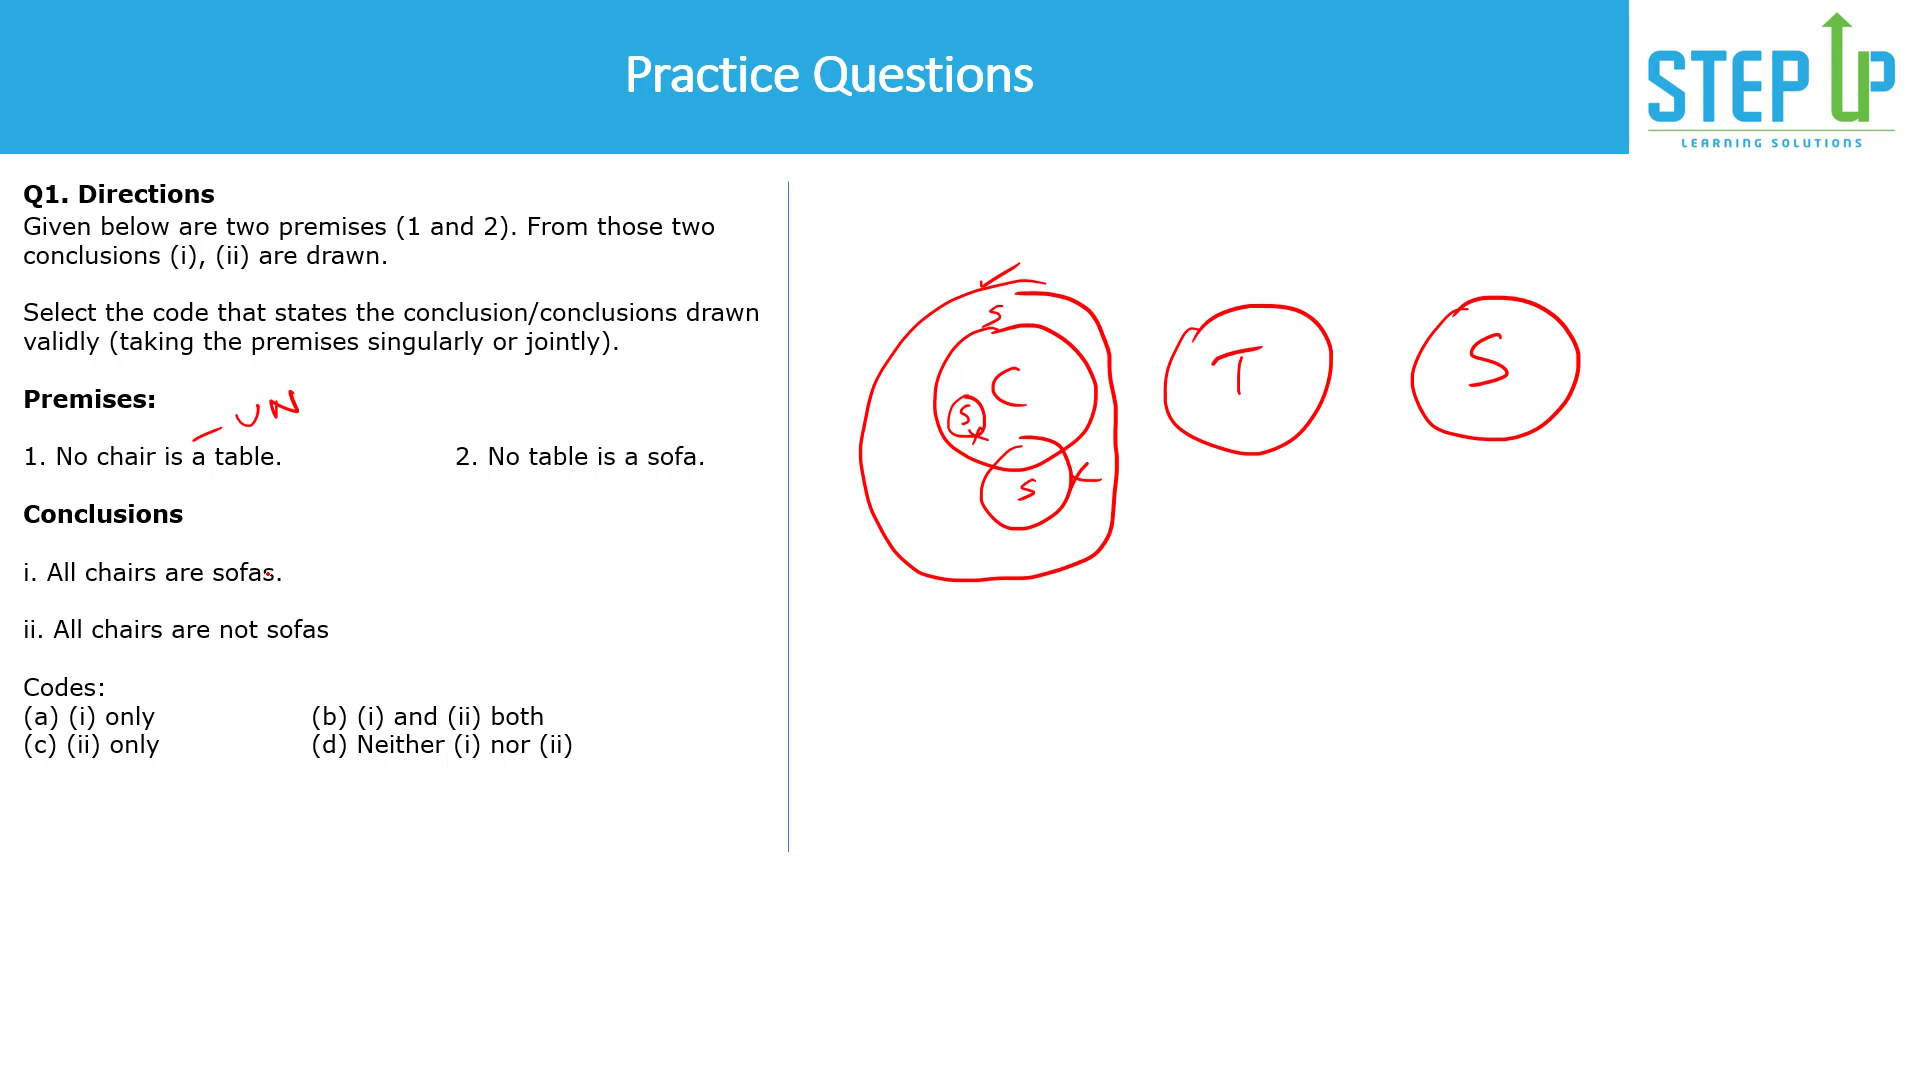 Practice Questions
STEP UP
LEARNING SOLUTIONS
Q1. Directions
Given below are two premises (1 and 2). From those two
conclusions (i), (ii) are drawn.
Select the code that states the conclusion/conclusions drawn
validly (taking the premises singularly or jointly).
Premises:
UN
1. No chair is a table. 2. No table is a sofa.
Conclusions
i. All chairs are sofas.
ii. All chairs are not sofas
Codes:
(a) (i) only (b) (i) and (ii) both
(c) (ii) only (d) Neither (i) nor (ii)
S
C
S
S
T
S